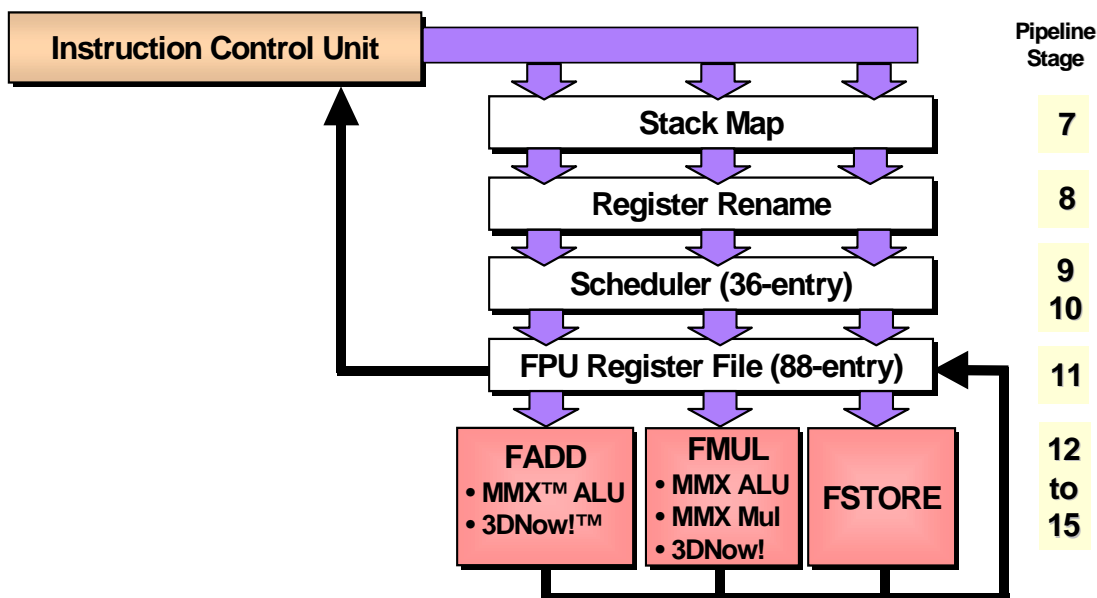 Instruction Control Unit
Pipeline
Stage
Stack Map
7
Register Rename
8
Scheduler (36-entry)
9
10
FPU Register File (88-entry)
11
FADD
• MMX™ ALU
• 3DNow!™
FMUL
• MMX ALU
• MMX Mul
• 3DNow!
FSTORE
12
to
15